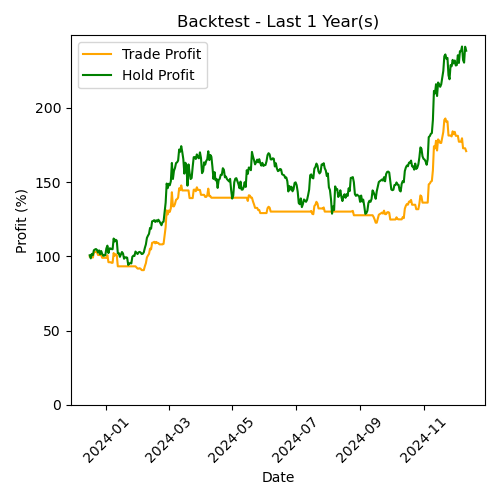 Backtest - Last 1 Year(s)
Trade Profit
Hold Profit
Profit (%)
200
150
100
50
0
2024-01
2024-03
2024-05
2024-07
2024-09
2024-11
Date